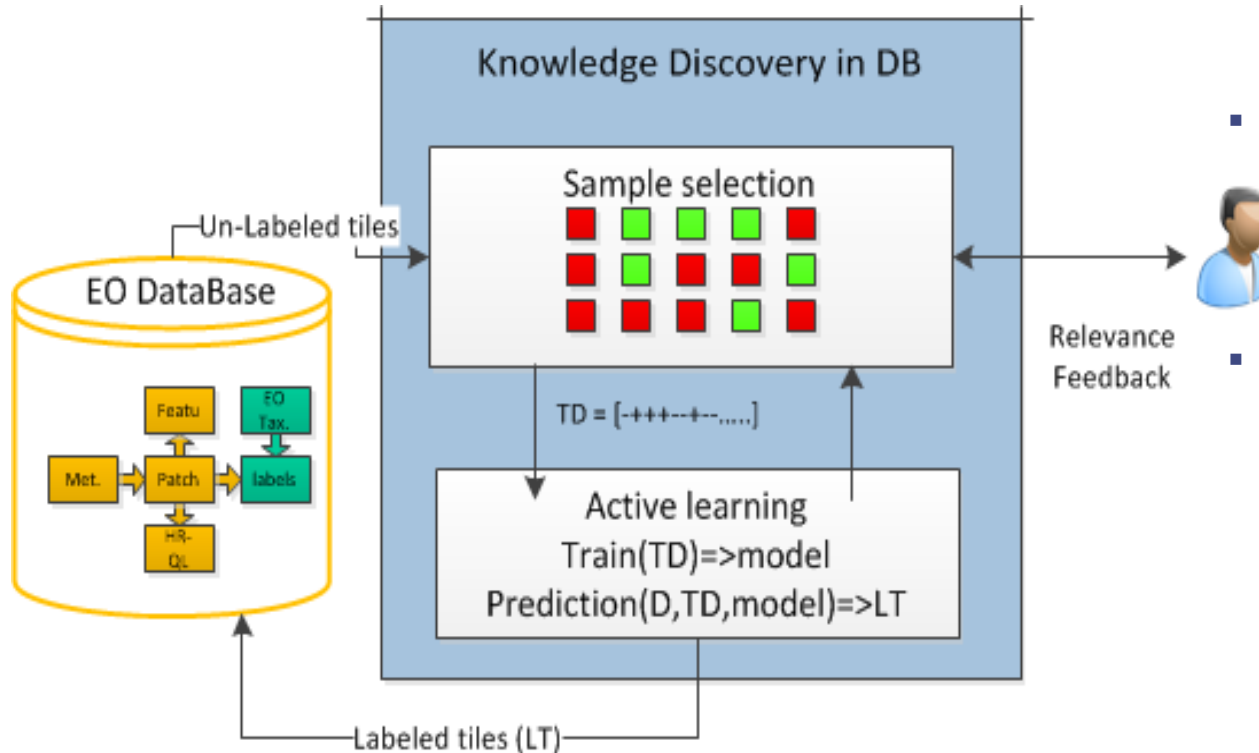 Knowledge Discovery in DB
Sample selection
Un-Labeled tiles
EO DataBase
Relevance
Feedback
Featu
EO
Tax.
TD = [-+++--+--.....]
Met.
Patch
labels
HR-
QL
Active learning
Train(TD)=>model
Prediction(D,TD,model)=>LT
Labeled tiles (LT)